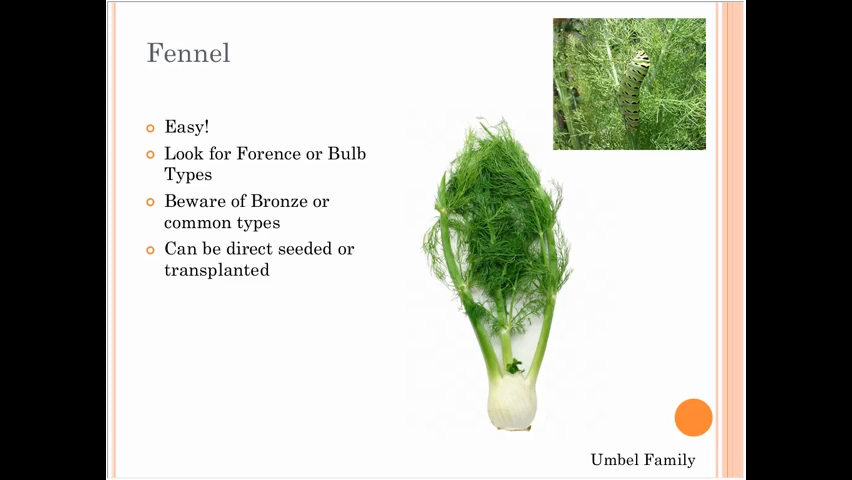 Fennel
Easy!
Look for Forence or Bulb
Types
Beware of Bronze or
common types
Can be direct seeded or
transplanted
Umbel Family